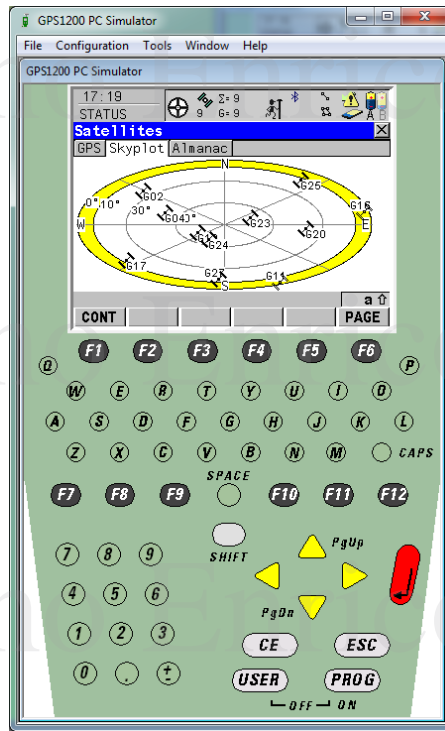 GPS1200 PC Simulator
File Configuration Tools Window Help
GPS1200 PC Simulator
17:19
STATUS
9
Σ= 9
G= 9
A B
Satellites
GPS Skyplot Almanac
N
G02
G25
0° 10°
30°
G16
G04
0°
G23
W
E
G20
G24
G17
G27
G11
S
a
CONT PAGE
F1 F2 F3 F4 F5 F6
Q P
W E R T Y U I O
A S D F G H J K L
Z X C V B N M CAPS
SPACE
F7 F8 F9 F10 F11 F12
7 8 9
SHIFT
PgUp
4 5 6
PgDn
1 2 3
CE ESC
0 . ±
USER PROG
OFF ON